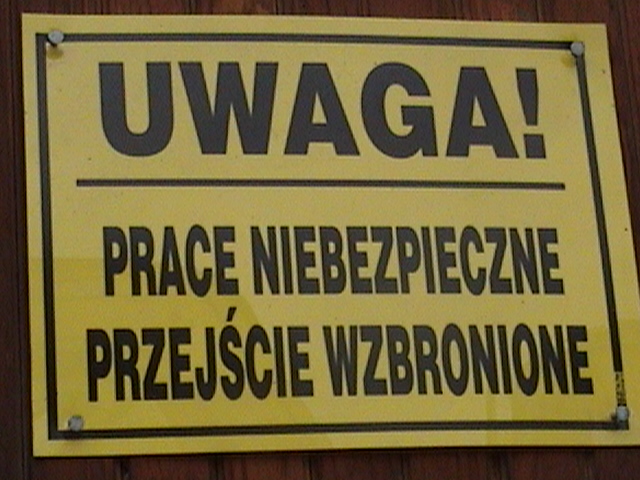 UWAGA!
PRACE NIEBEZPIECZNE
PRZEJŚCIE WZBRONIONE